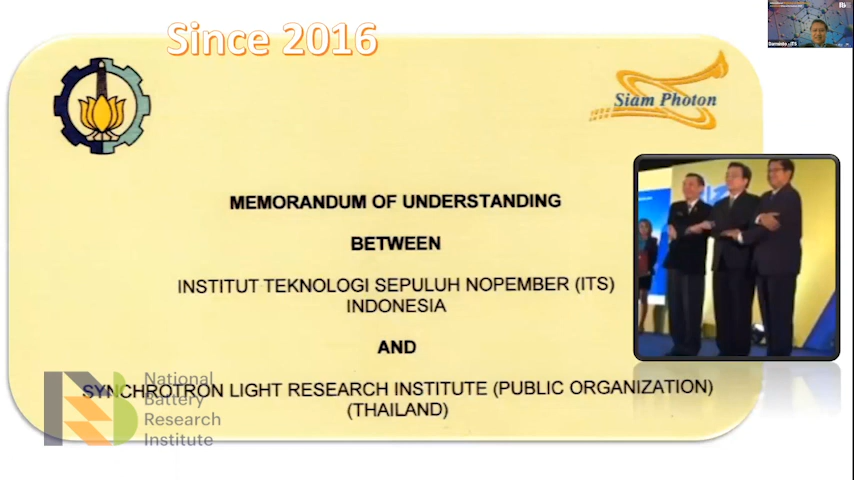 Since 2016
Siam Photon
MEMORANDUM OF UNDERSTANDING
BETWEEN
INSTITUT TEKNOLOGI SEPULUH NOPEMBER (ITS)
INDONESIA
AND
SYNCHROTRON LIGHT RESEARCH INSTITUTE (PUBLIC ORGANIZATION)
(THAILAND)
National
Battery
Research
Institute